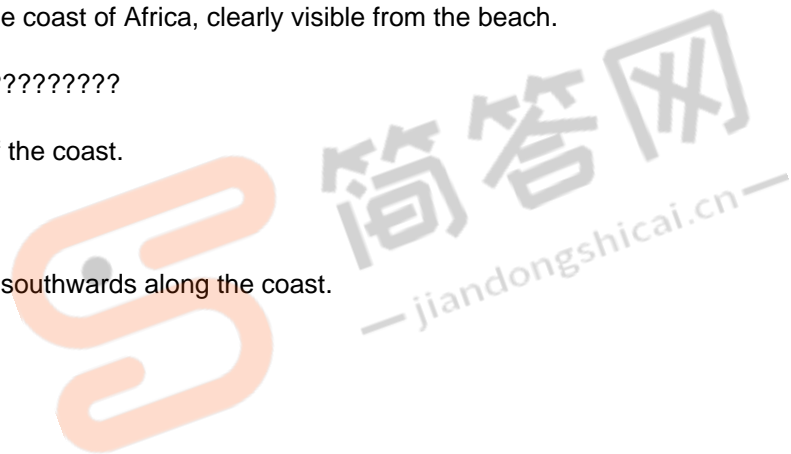 e coast of Africa, clearly visible from the beach.
?????????
the coast.
southwards along the coast.
简答网
jiandongshicai.cn